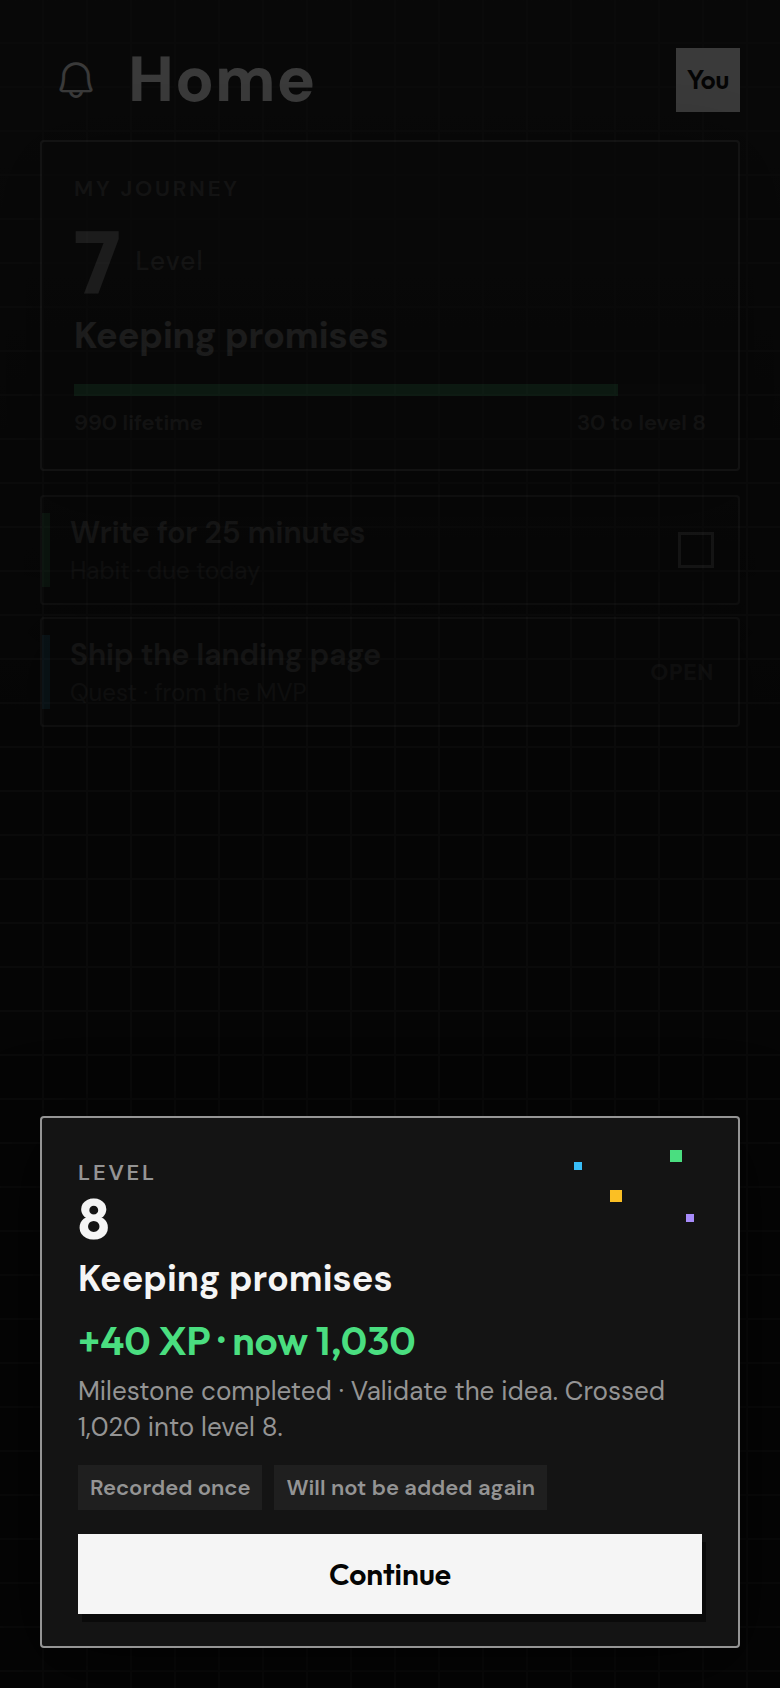 Home
You
MY JOURNEY
7 Level
Keeping promises
990 lifetime
30 to level 8
Write for 25 minutes
Habit · due today
Ship the landing page
Quest · from the MVP
OPEN
LEVEL
8
Keeping promises
+40 XP · now 1,030
Milestone completed · Validate the idea. Crossed
1,020 into level 8.
Recorded once
Will not be added again
Continue